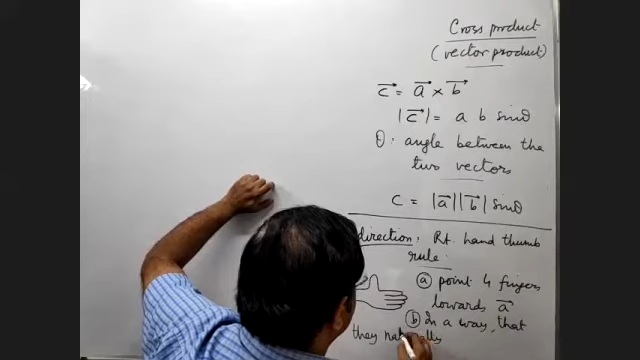 Cross product
(vector product)
c⃗ = a⃗ × b⃗
|c⃗| = a b sinθ
θ : angle between the
two vectors
c = |a⃗||b⃗| sinθ
direction: Rt. hand thumb
rule:
ⓐ point 4 fingers
towards a⃗
ⓑ In a way, that
they naturally